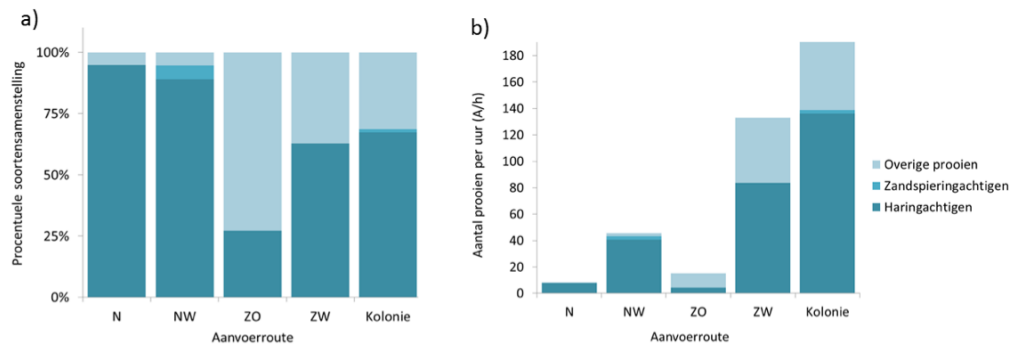 a)
Procentuele soortensamenstelling
100%
75%
50%
25%
0%
N NW ZO ZW Kolonie
Aanvoerroute
b)
Aantal prooien per uur (A/h)
180
160
140
120
100
80
60
40
20
0
N NW ZO ZW Kolonie
Aanvoerroute
Overige prooien
Zandspieringachtigen
Haringachtigen